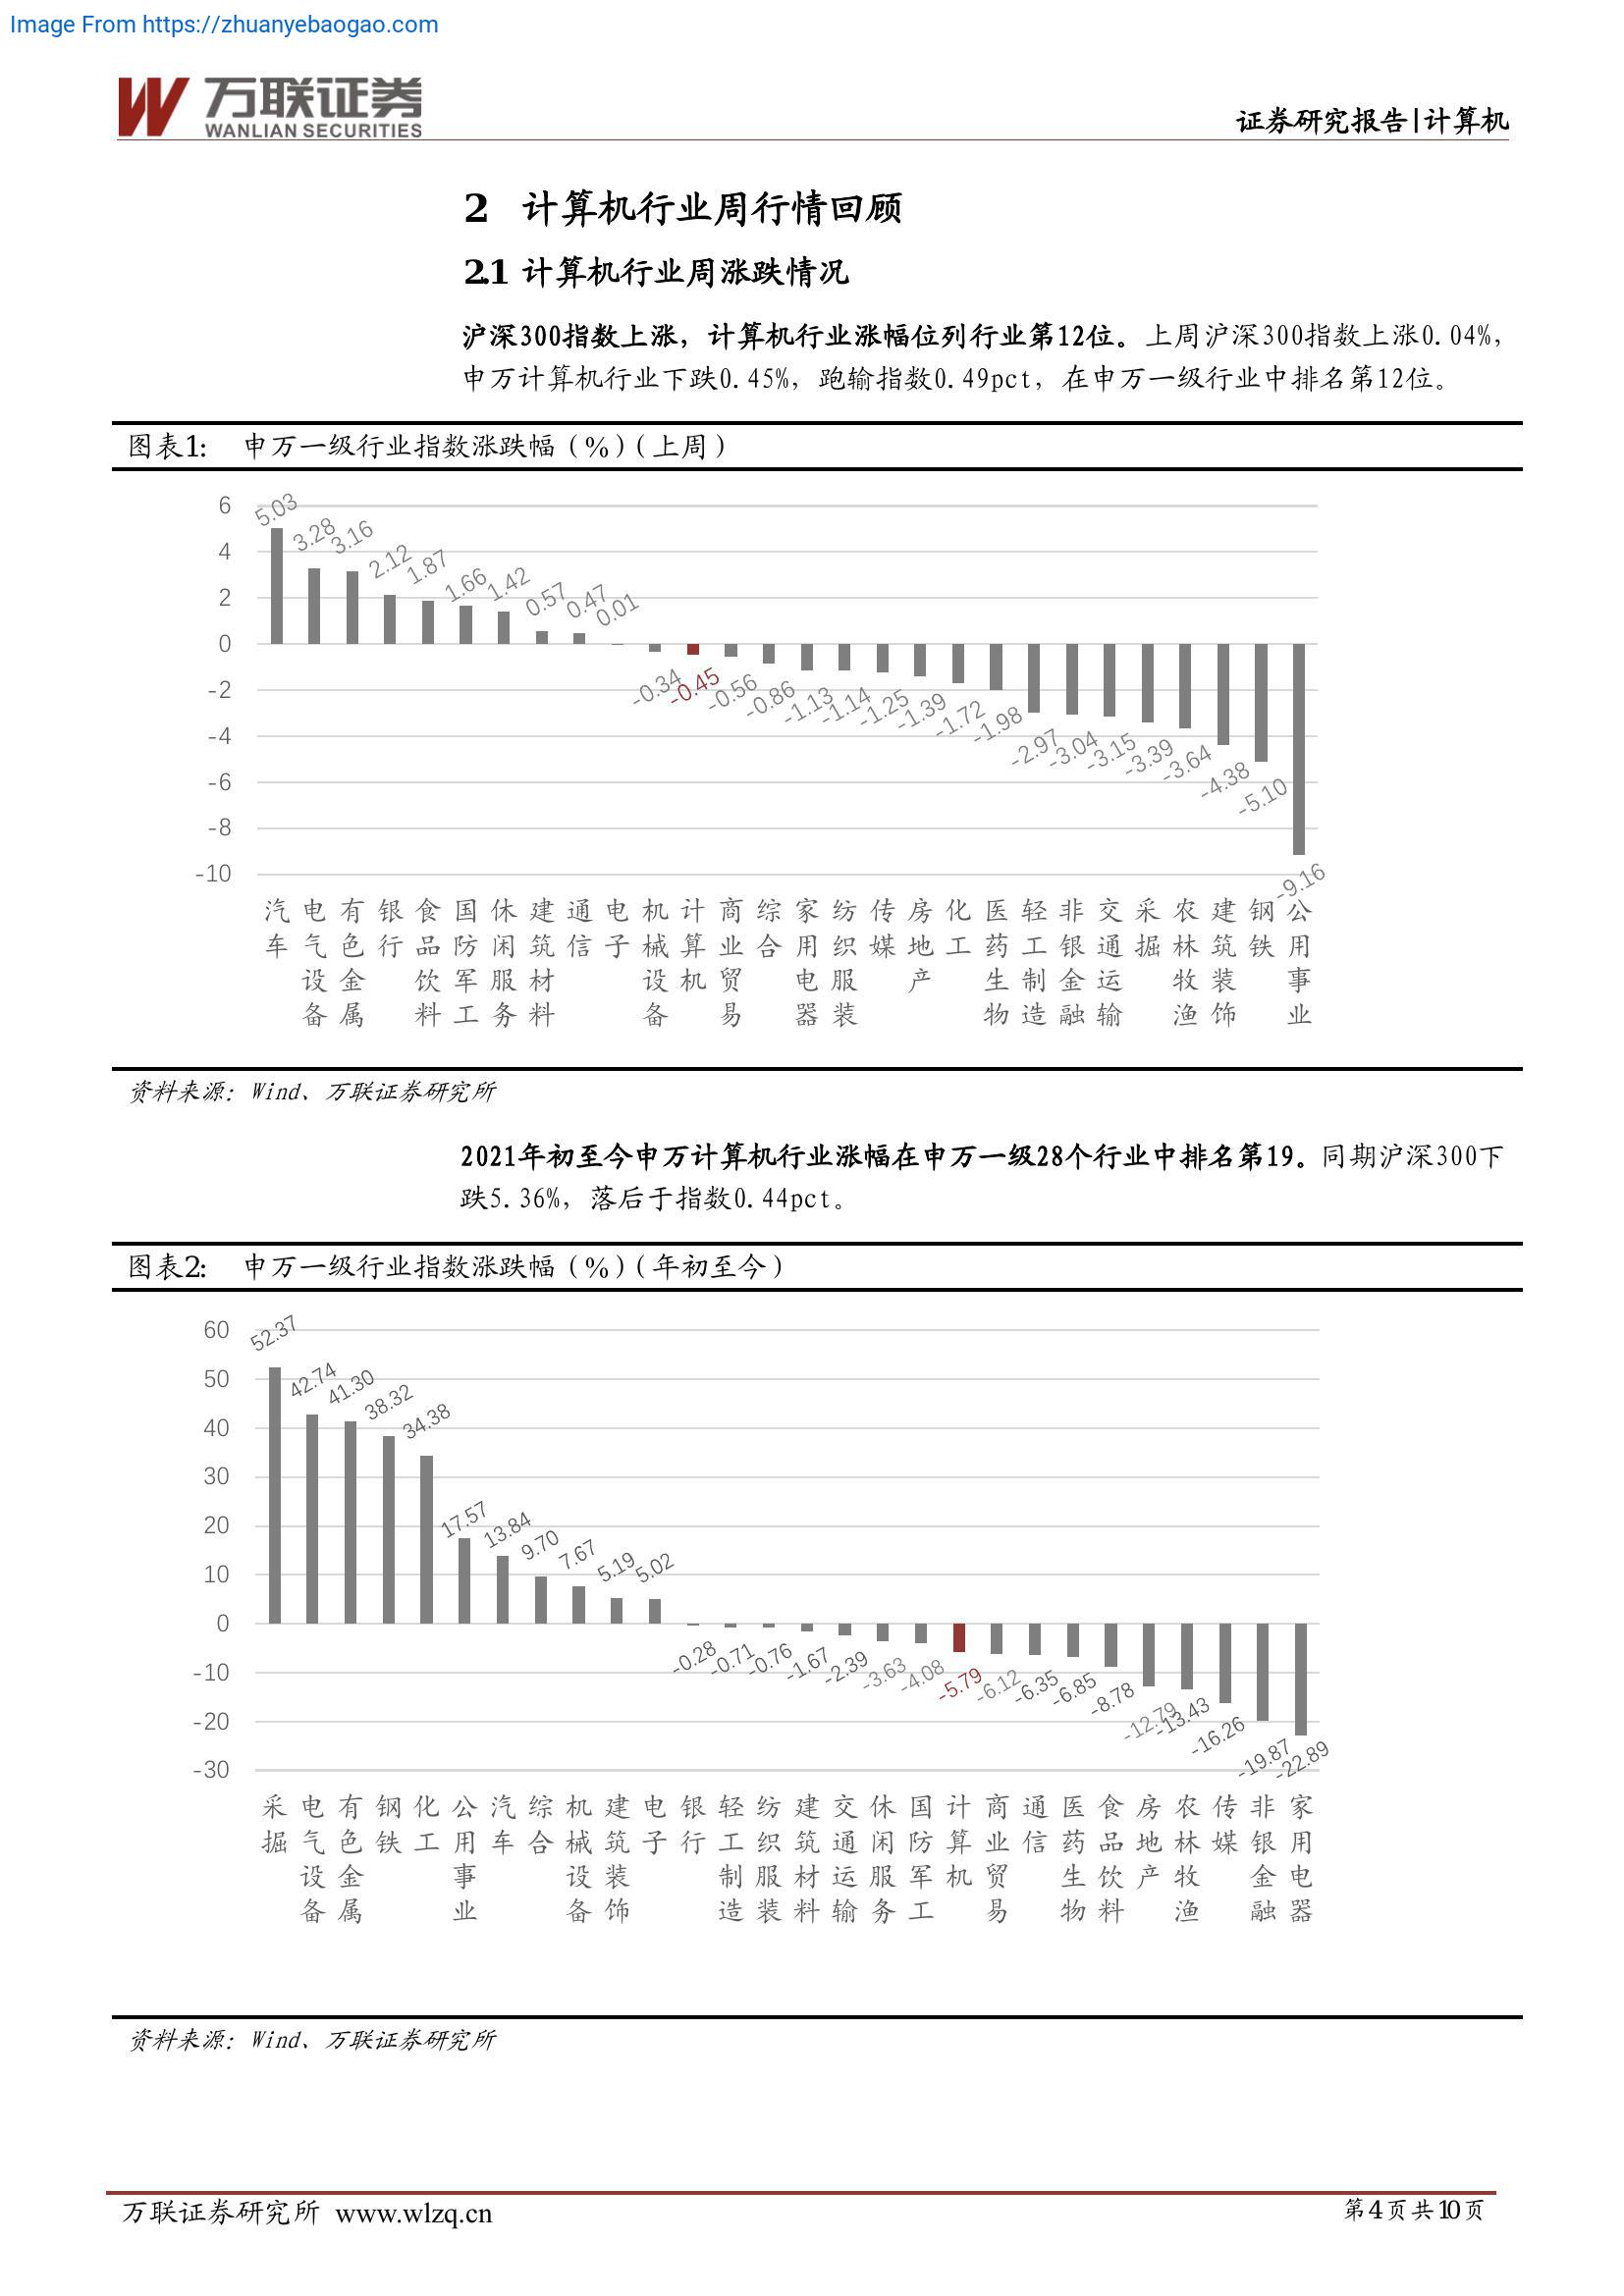 Image From https://zhuanyebaogao.com
万联证券
WANLIAN SECURITIES
证券研究报告|计算机
2 计算机行业周行情回顾
2.1 计算机行业周涨跌情况
沪深300指数上涨，计算机行业涨幅位列行业第12位。上周沪深300指数上涨0.04%，
申万计算机行业下跌0.45%，跑输指数0.49pct，在申万一级行业中排名第12位。
图表1: 申万一级行业指数涨跌幅（%）（上周）
6
4
2
0
-2
-4
-6
-8
-10
5.03 3.28 3.16 2.12 1.87 1.66 1.42 0.57 0.47 0.01 -0.34 -0.45 -0.56 -0.86 -1.13 -1.14 -1.25 -1.39 -1.72 -1.98 -2.97 -3.04 -3.15 -3.39 -3.64 -4.38 -5.10 -9.16
汽车 电气设备 有色金属 银行 食品饮料 国防军工 休闲服务 建筑材料 通信 电子 机械设备 计算机 商业贸易 综合 家用电器 纺织服装 传媒 房地产 化工 医药生物 轻工制造 非银金融 交通运输 采掘 农林牧渔 建筑装饰 钢铁 公用事业
资料来源：Wind、万联证券研究所
2021年初至今申万计算机行业涨幅在申万一级28个行业中排名第19。同期沪深300下
跌5.36%，落后于指数0.44pct。
图表2: 申万一级行业指数涨跌幅（%）（年初至今）
60
50
40
30
20
10
0
-10
-20
-30
52.37 42.74 41.30 38.32 34.38 17.57 13.84 9.70 7.67 5.19 5.02 -0.28 -0.71 -0.76 -1.67 -2.39 -3.63 -4.08 -5.79 -6.12 -6.35 -6.85 -8.78 -12.79 -13.43 -16.26 -19.87 -22.89
采掘 电气设备 有色金属 钢铁 化工 公用事业 汽车 综合 机械设备 建筑装饰 电子 银行 轻工制造 纺织服装 建筑材料 交通运输 休闲服务 国防军工 计算机 商业贸易 通信 医药生物 食品饮料 房地产 农林牧渔 传媒 非银金融 家用电器
资料来源：Wind、万联证券研究所
万联证券研究所 www.wlzq.cn
第4页共10页